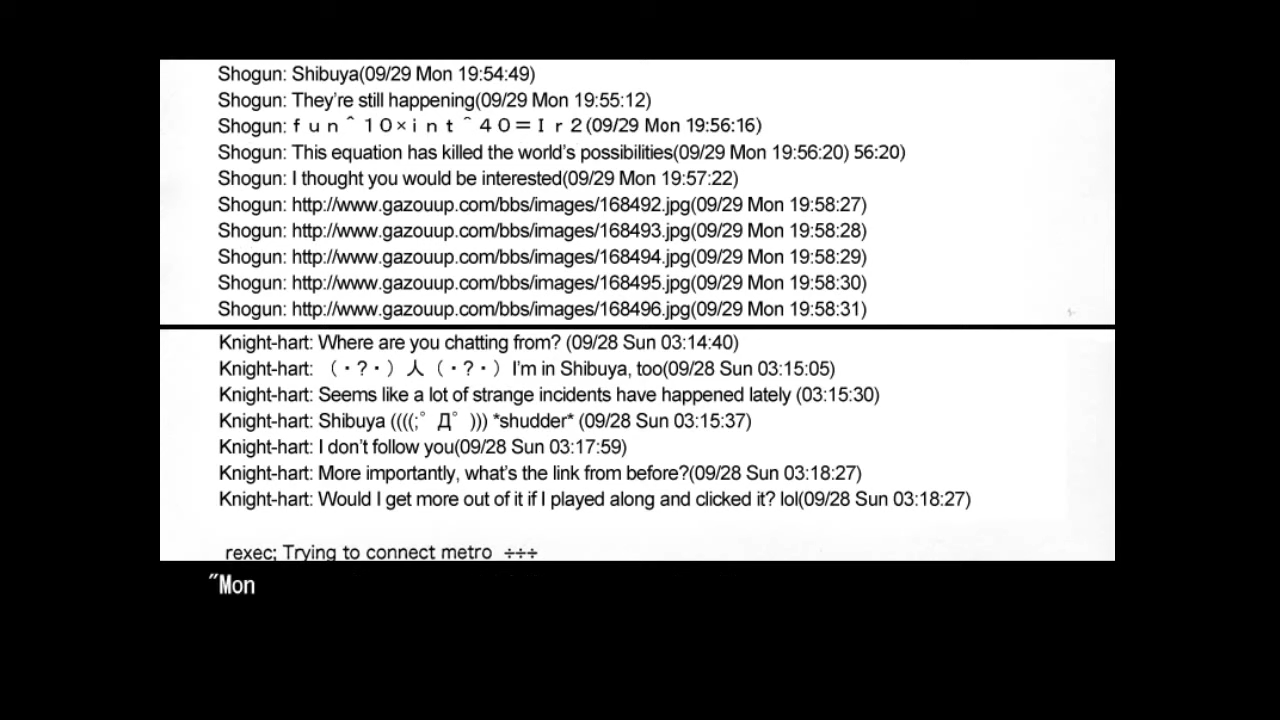 Shogun: Shibuya(09/29 Mon 19:54:49)
Shogun: They're still happening(09/29 Mon 19:55:12)
Shogun: ｆｕｎ＾１０×ｉｎｔ＾４０＝Ｉｒ２(09/29 Mon 19:56:16)
Shogun: This equation has killed the world's possibilities(09/29 Mon 19:56:20) 56:20)
Shogun: I thought you would be interested(09/29 Mon 19:57:22)
Shogun: http://www.gazouup.com/bbs/images/168492.jpg(09/29 Mon 19:58:27)
Shogun: http://www.gazouup.com/bbs/images/168493.jpg(09/29 Mon 19:58:28)
Shogun: http://www.gazouup.com/bbs/images/168494.jpg(09/29 Mon 19:58:29)
Shogun: http://www.gazouup.com/bbs/images/168495.jpg(09/29 Mon 19:58:30)
Shogun: http://www.gazouup.com/bbs/images/168496.jpg(09/29 Mon 19:58:31)
Knight-hart: Where are you chatting from? (09/28 Sun 03:14:40)
Knight-hart: （・?・）人（・?・）I'm in Shibuya, too(09/28 Sun 03:15:05)
Knight-hart: Seems like a lot of strange incidents have happened lately (03:15:30)
Knight-hart: Shibuya ((((;゜Д゜))) *shudder* (09/28 Sun 03:15:37)
Knight-hart: I don't follow you(09/28 Sun 03:17:59)
Knight-hart: More importantly, what's the link from before?(09/28 Sun 03:18:27)
Knight-hart: Would I get more out of it if I played along and clicked it? lol(09/28 Sun 03:18:27)
rexec; Trying to connect metro ÷÷÷
"Mon